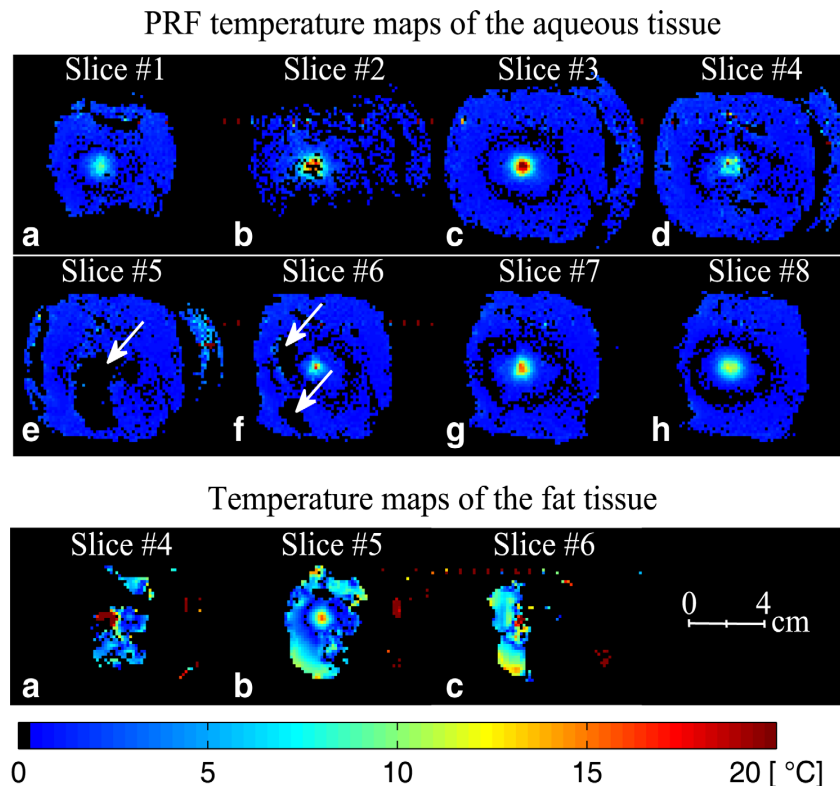 PRF temperature maps of the aqueous tissue
Slice #1 Slice #2 Slice #3 Slice #4
a b c d
Slice #5 Slice #6 Slice #7 Slice #8
e f g h
Temperature maps of the fat tissue
Slice #4 Slice #5 Slice #6
0 4
cm
a b c
0 5 10 15 20 [ °C]